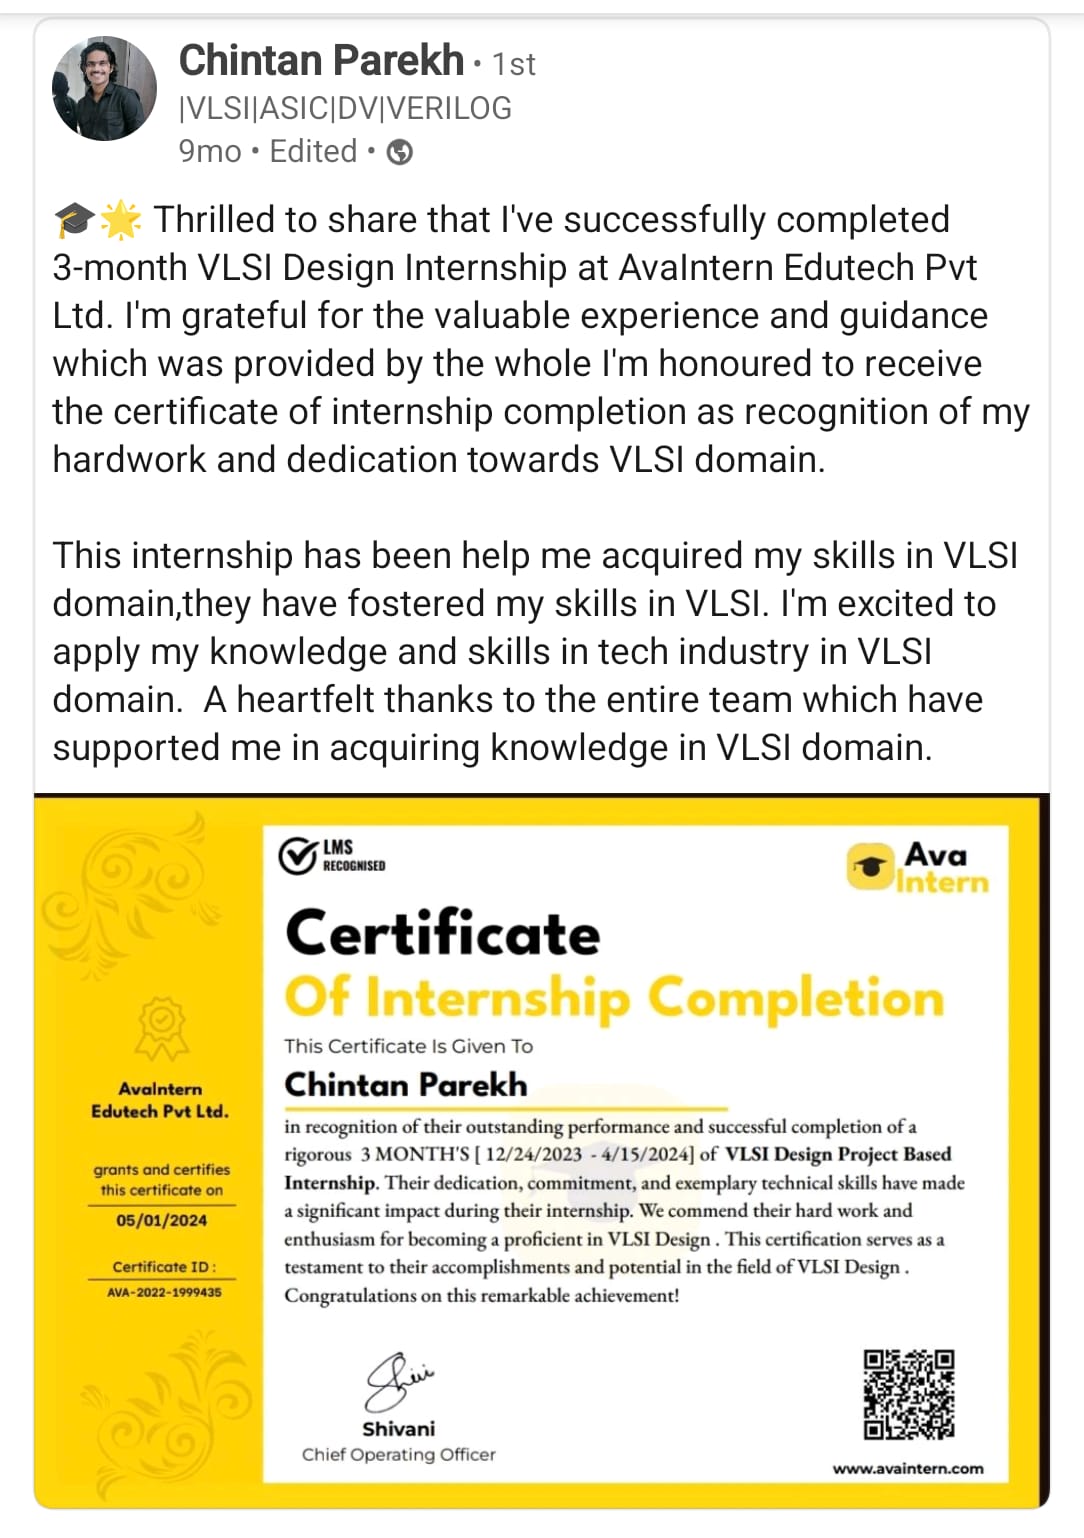 Chintan Parekh • 1st
|VLSI||ASIC|DV|VERILOG
9mo • Edited •
🎓🌟 Thrilled to share that I've successfully completed
3-month VLSI Design Internship at AvaIntern Edutech Pvt
Ltd. I'm grateful for the valuable experience and guidance
which was provided by the whole I'm honoured to receive
the certificate of internship completion as recognition of my
hardwork and dedication towards VLSI domain.
This internship has been help me acquired my skills in VLSI
domain,they have fostered my skills in VLSI. I'm excited to
apply my knowledge and skills in tech industry in VLSI
domain.  A heartfelt thanks to the entire team which have
supported me in acquiring knowledge in VLSI domain.
LMS
RECOGNISED
Ava
Intern
Certificate
Of Internship Completion
This Certificate Is Given To
Chintan Parekh
in recognition of their outstanding performance and successful completion of a
rigorous 3 MONTH'S [ 12/24/2023 - 4/15/2024] of VLSI Design Project Based
Internship. Their dedication, commitment, and exemplary technical skills have made
a significant impact during their internship. We commend their hard work and
enthusiasm for becoming a proficient in VLSI Design . This certification serves as a
testament to their accomplishments and potential in the field of VLSI Design .
Congratulations on this remarkable achievement!
AvaIntern
Edutech Pvt Ltd.
grants and certifies
this certificate on
05/01/2024
Certificate ID :
AVA-2022-1999435
Shivi
Shivani
Chief Operating Officer
www.avaintern.com